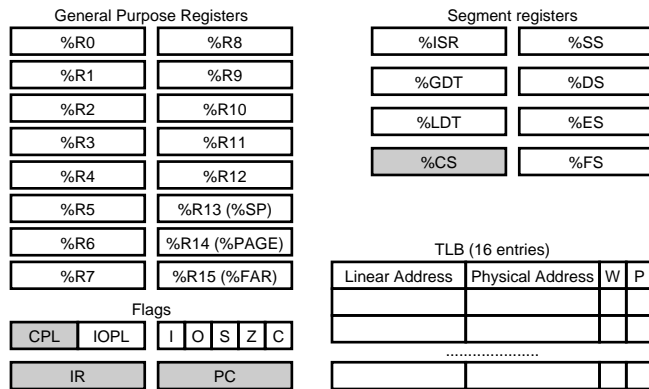 General Purpose Registers
Segment registers
%R0 %R8
%R1 %R9
%R2 %R10
%R3 %R11
%R4 %R12
%R5 %R13 (%SP)
%R6 %R14 (%PAGE)
%R7 %R15 (%FAR)
%ISR %SS
%GDT %DS
%LDT %ES
%CS %FS
Flags
CPL IOPL I O S Z C
IR PC
TLB (16 entries)
Linear Address Physical Address W P
.....................